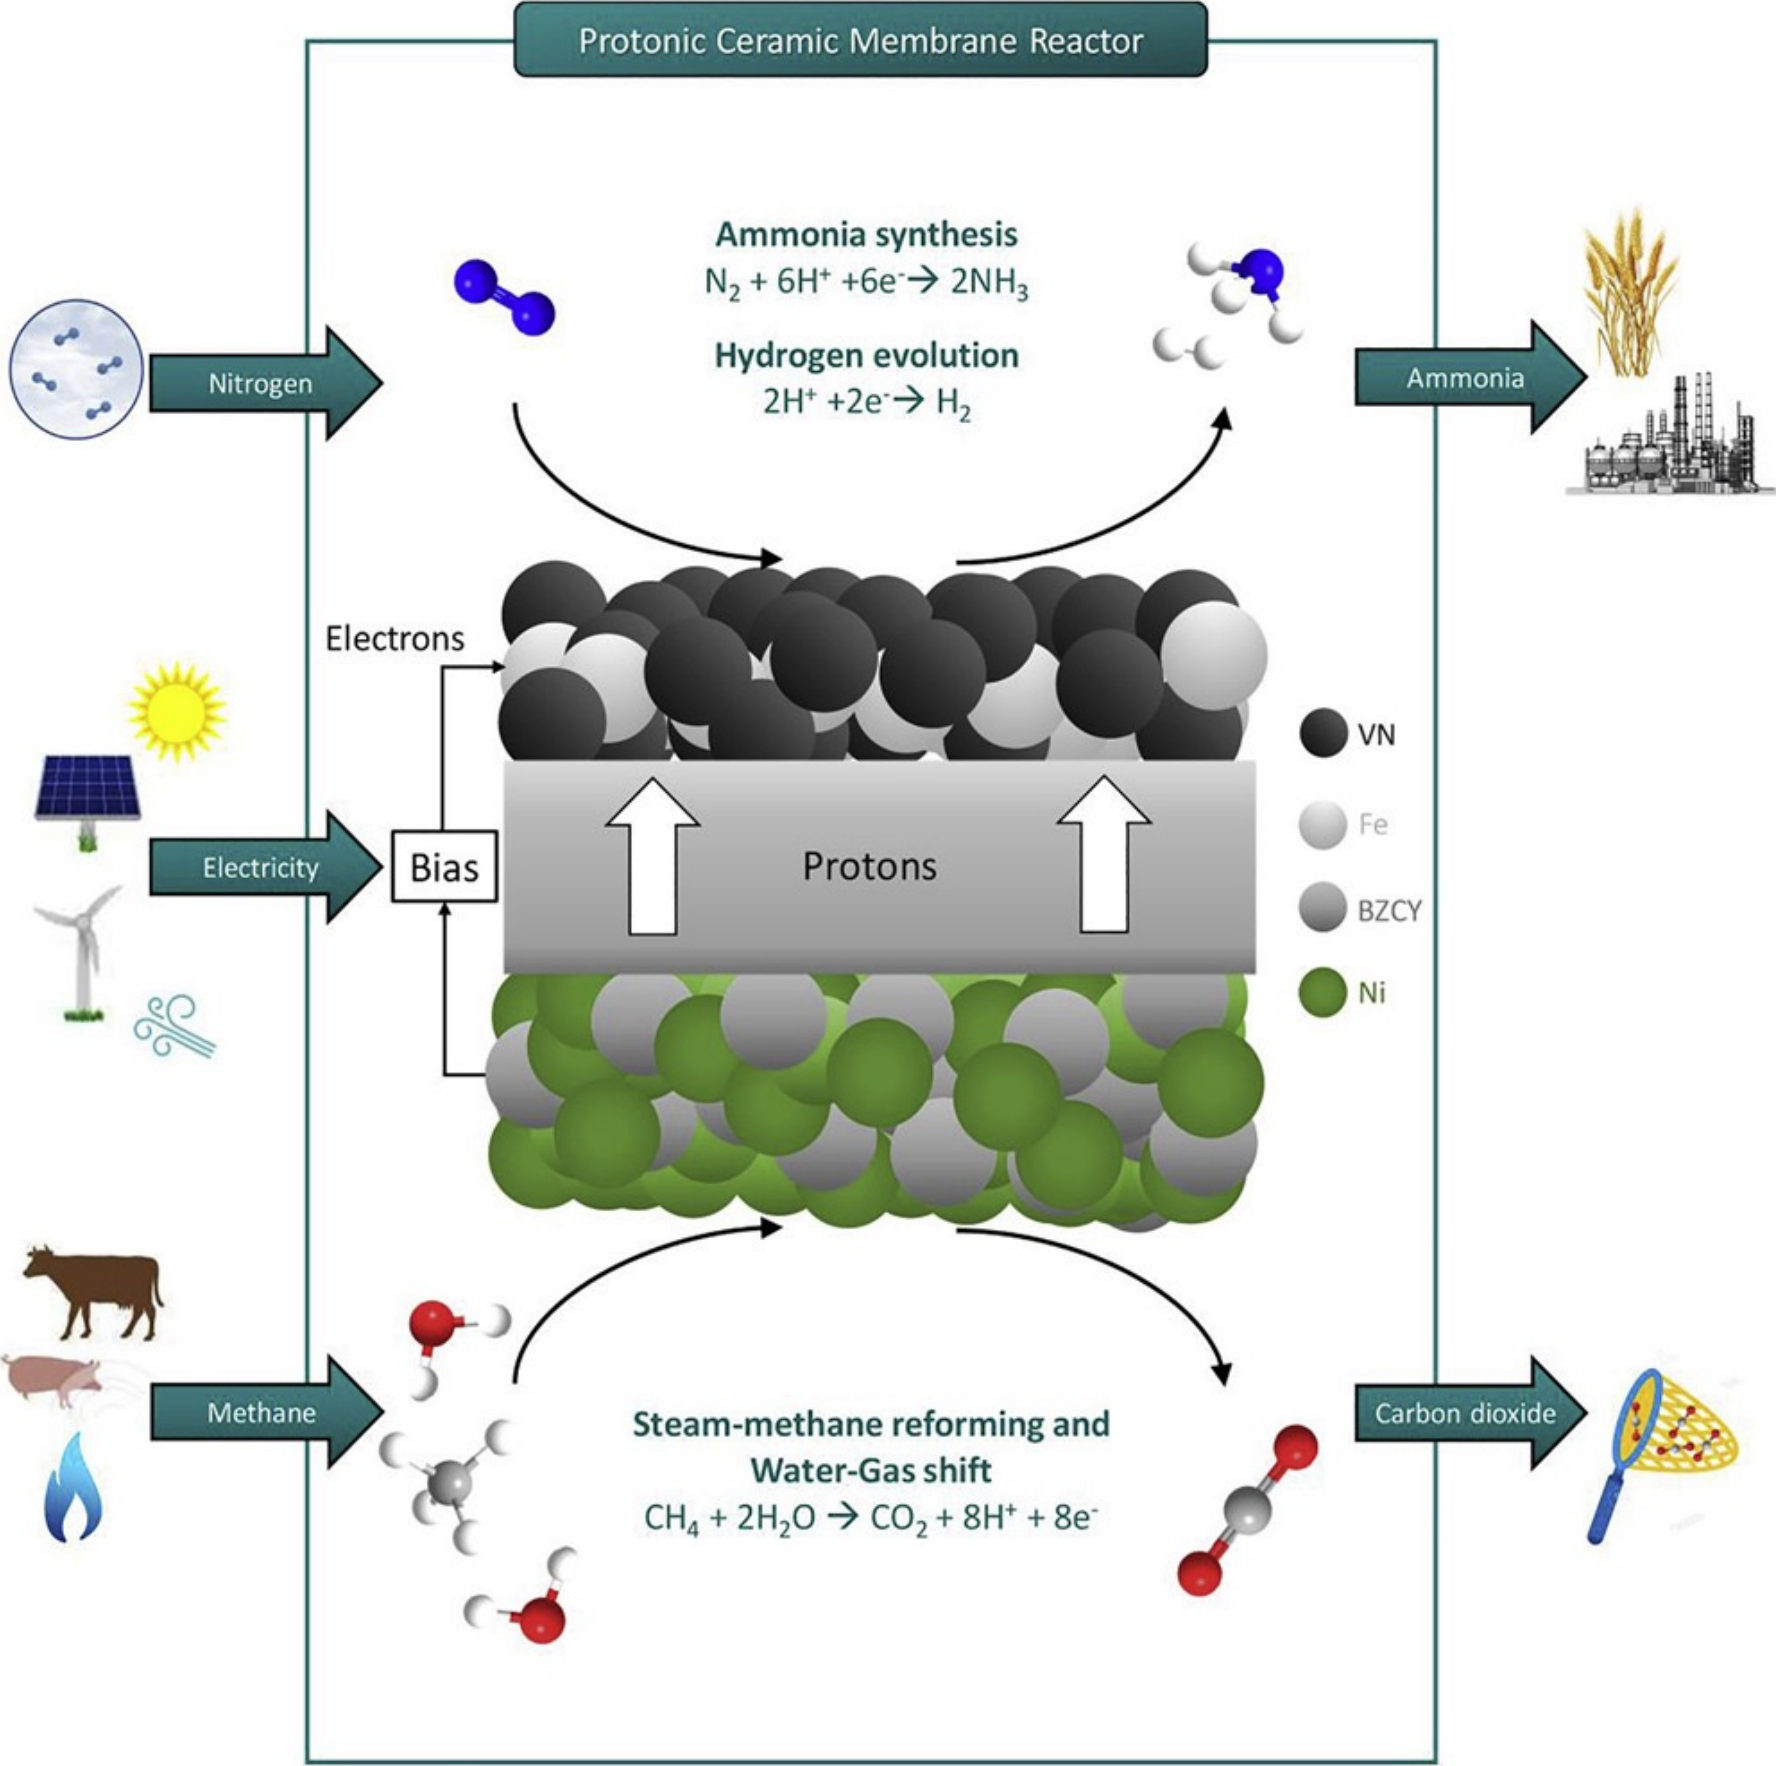 Protonic Ceramic Membrane Reactor
Ammonia synthesis
N₂ + 6H⁺ +6e⁻→ 2NH₃
Hydrogen evolution
2H⁺ +2e⁻→ H₂
Nitrogen
Ammonia
Electrons
VN
Fe
Electricity
Bias
Protons
BZCY
Ni
Methane
Carbon dioxide
Steam-methane reforming and
Water-Gas shift
CH₄ + 2H₂O → CO₂ + 8H⁺ + 8e⁻